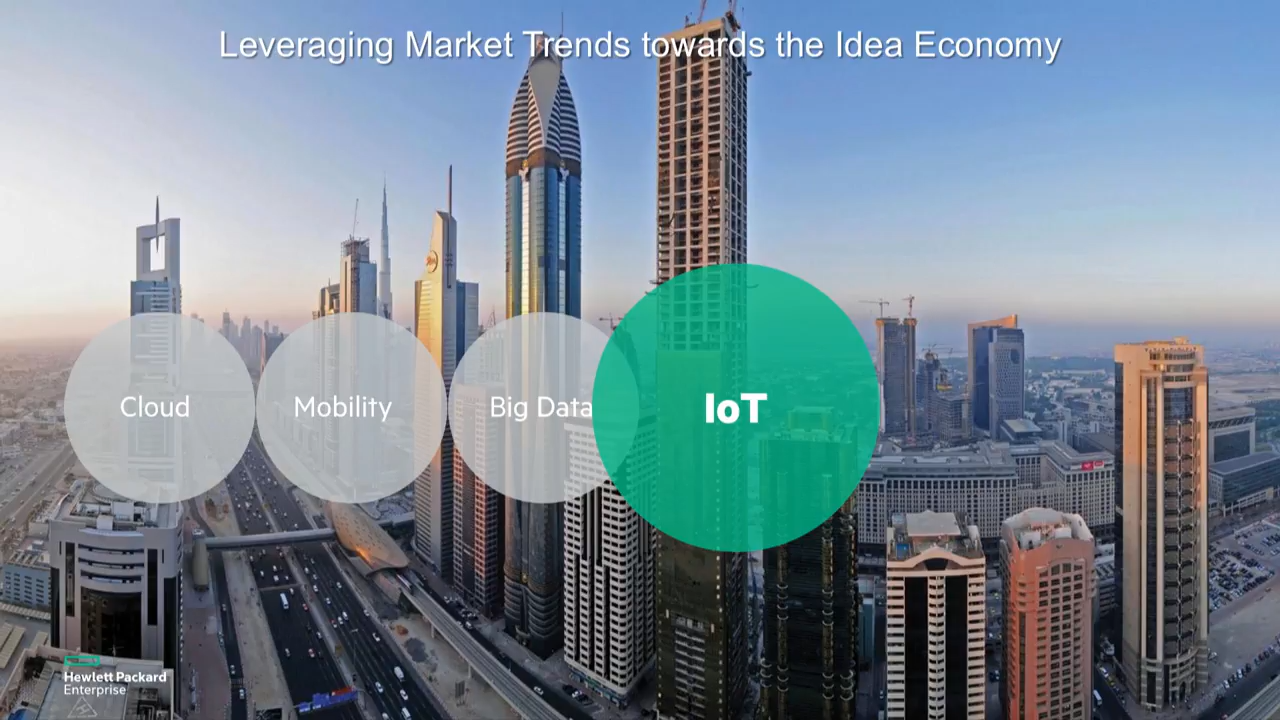 Leveraging Market Trends towards the Idea Economy
Cloud
Mobility
Big Data
IoT
Hewlett Packard
Enterprise